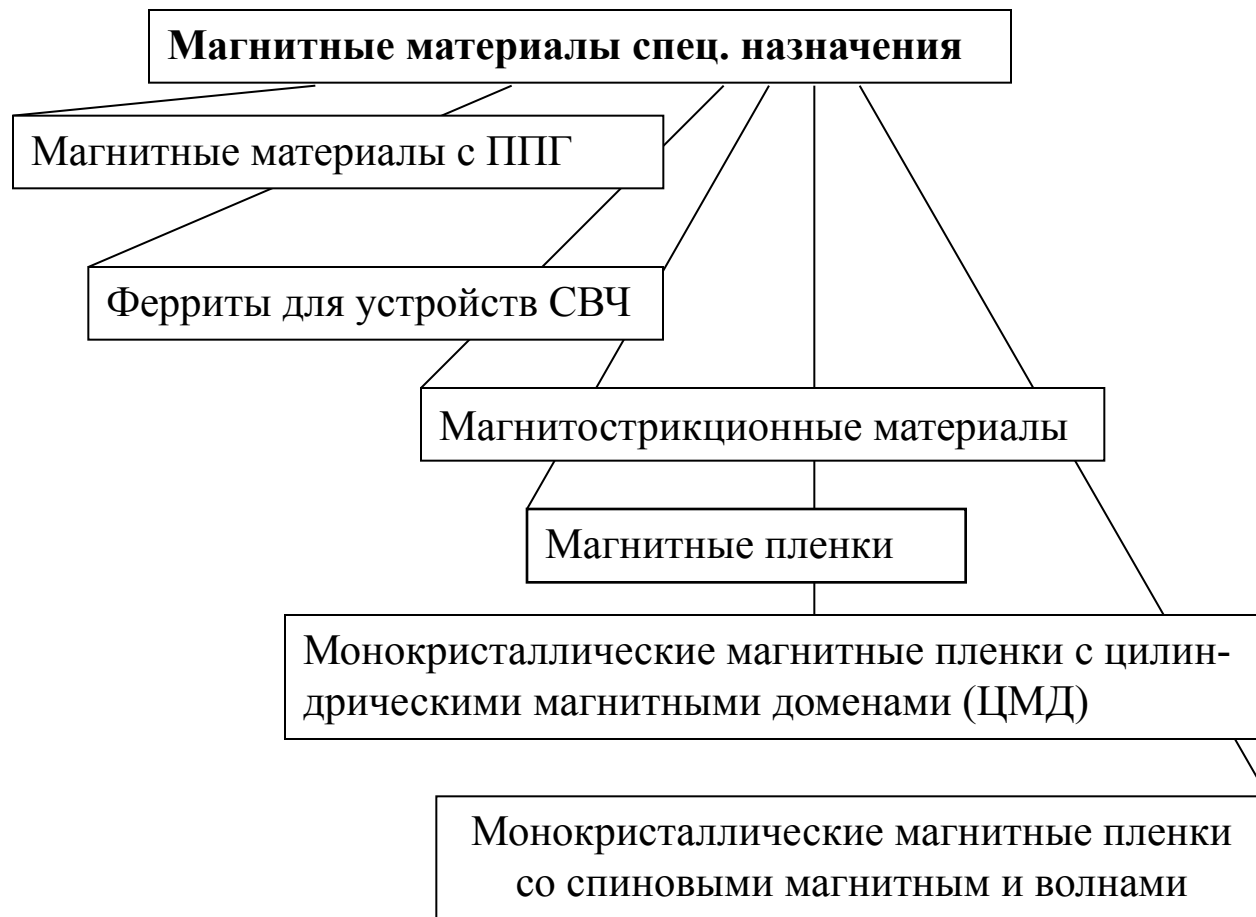 Магнитные материалы спец. назначения
Магнитные материалы с ППГ
Ферриты для устройств СВЧ
Магнитострикционные материалы
Магнитные пленки
Монокристаллические магнитные пленки с цилин-
дрическими магнитными доменами (ЦМД)
Монокристаллические магнитные пленки
со спиновыми магнитным и волнами